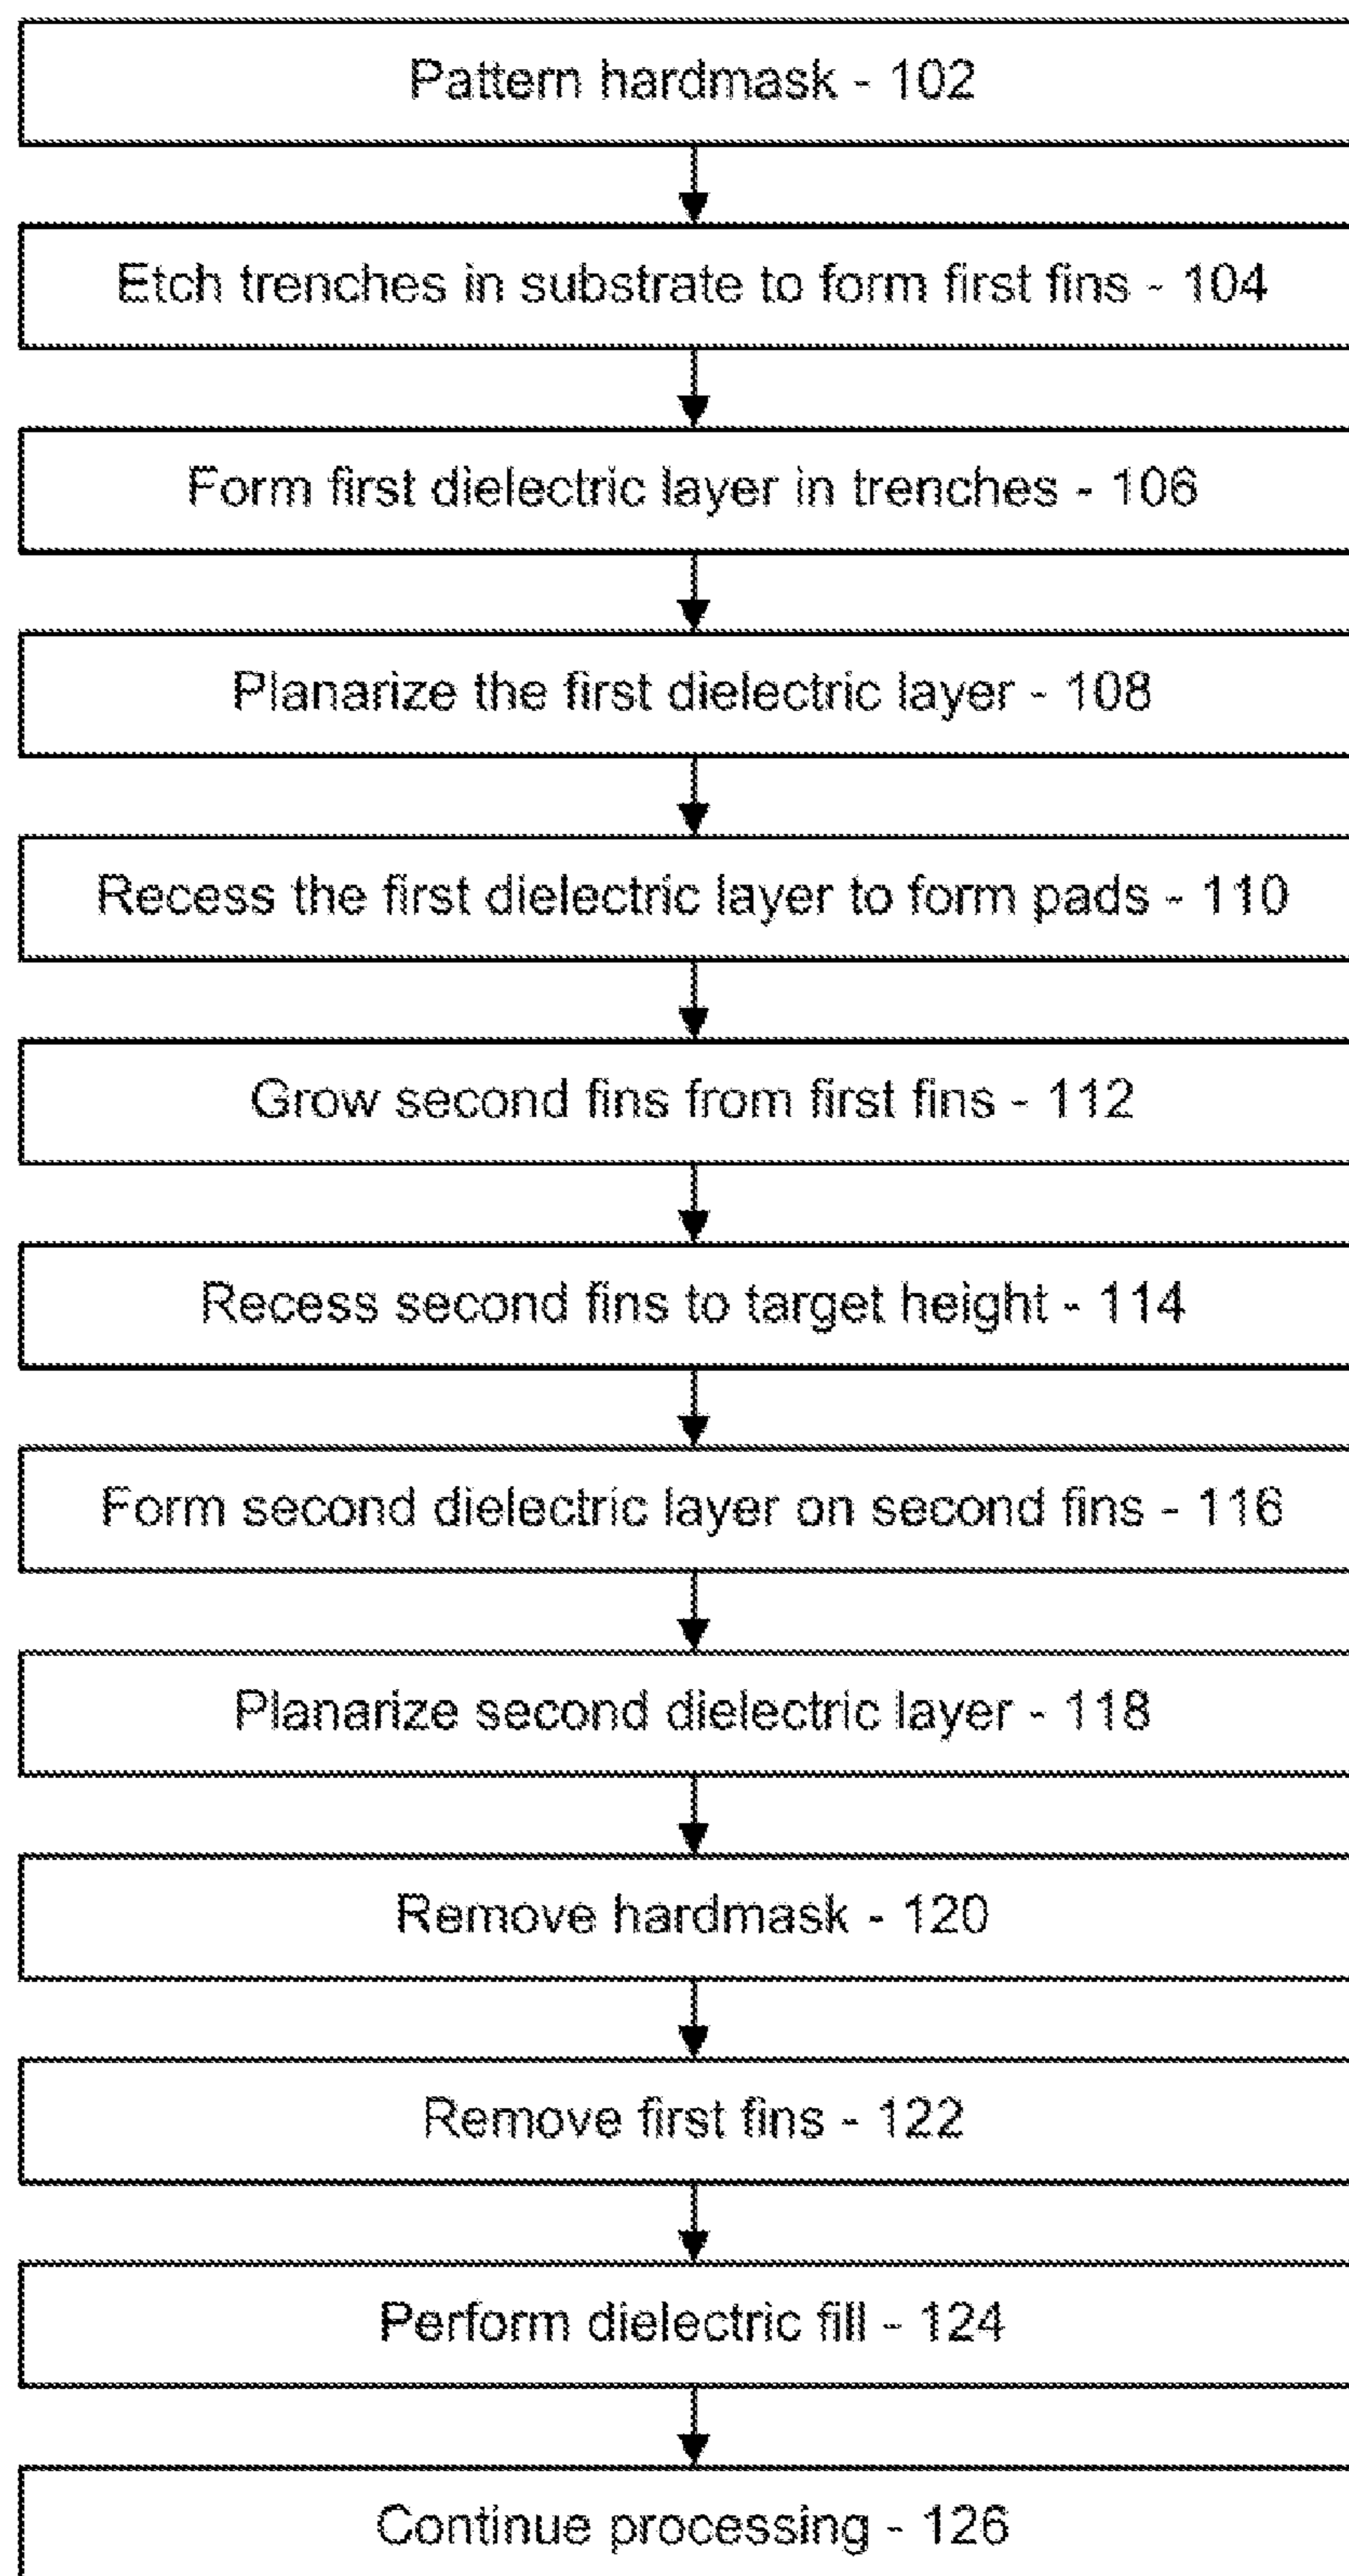 Pattern hardmask - 102
Etch trenches in substrate to form first fins - 104
Form first dielectric layer in trenches - 106
Planarize the first dielectric layer - 108
Recess the first dielectric layer to form pads - 110
Grow second fins from first fins - 112
Recess second fins to target height - 114
Form second dielectric layer on second fins - 116
Planarize second dielectric layer - 118
Remove hardmask - 120
Remove first fins - 122
Perform dielectric fill - 124
Continue processing - 126